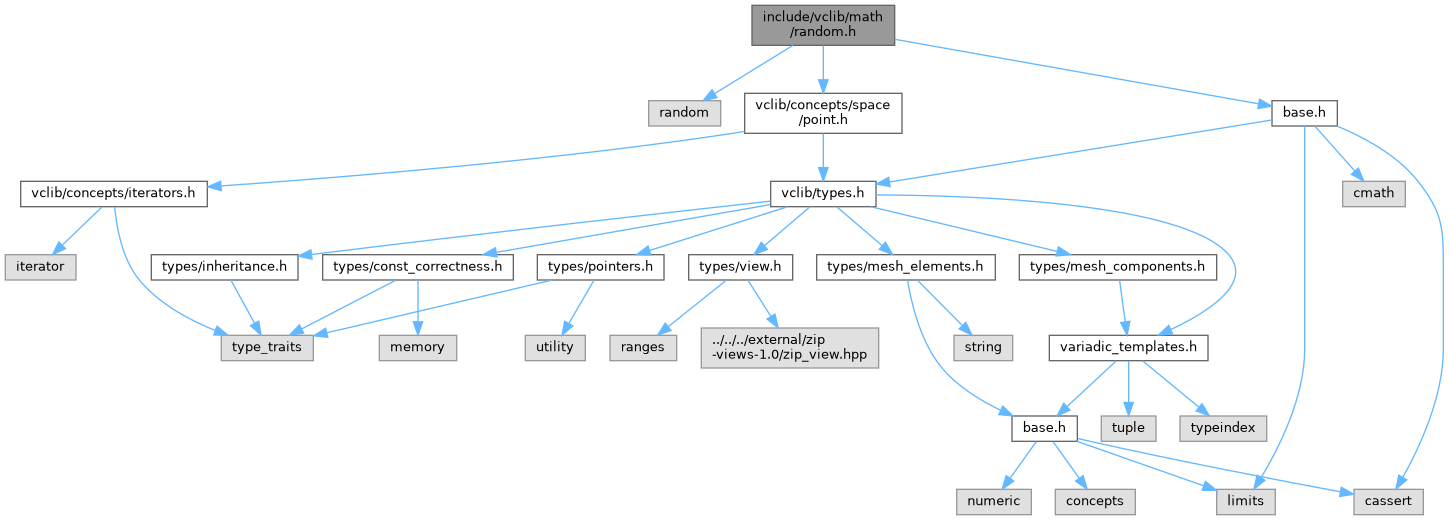 include/vclib/math
/random.h
random
vclib/concepts/space
/point.h
base.h
vclib/concepts/iterators.h
vclib/types.h
cmath
iterator
types/inheritance.h
types/const_correctness.h
types/pointers.h
types/view.h
types/mesh_elements.h
types/mesh_components.h
type_traits
memory
utility
ranges
../../../external/zip
-views-1.0/zip_view.hpp
string
variadic_templates.h
base.h
tuple
typeindex
numeric
concepts
limits
cassert